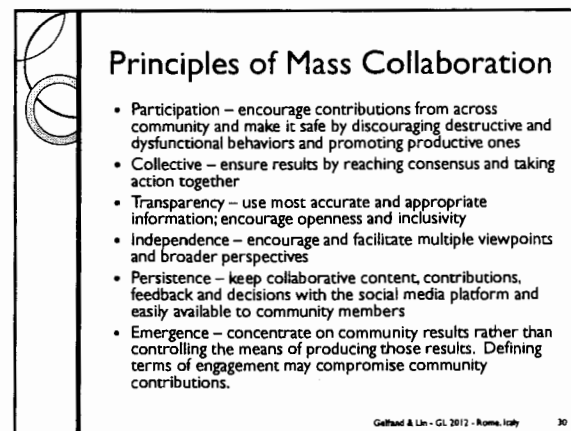 Principles of Mass Collaboration
• Participation – encourage contributions from across
community and make it safe by discouraging destructive and
dysfunctional behaviors and promoting productive ones
• Collective – ensure results by reaching consensus and taking
action together
• Transparency – use most accurate and appropriate
information; encourage openness and inclusivity
• Independence – encourage and facilitate multiple viewpoints
and broader perspectives
• Persistence – keep collaborative content, contributions,
feedback and decisions with the social media platform and
easily available to community members
• Emergence – concentrate on community results rather than
controlling the means of producing those results. Defining
terms of engagement may compromise community
contributions.
Gelfand & Lin - GL 2012 - Rome, Italy 30